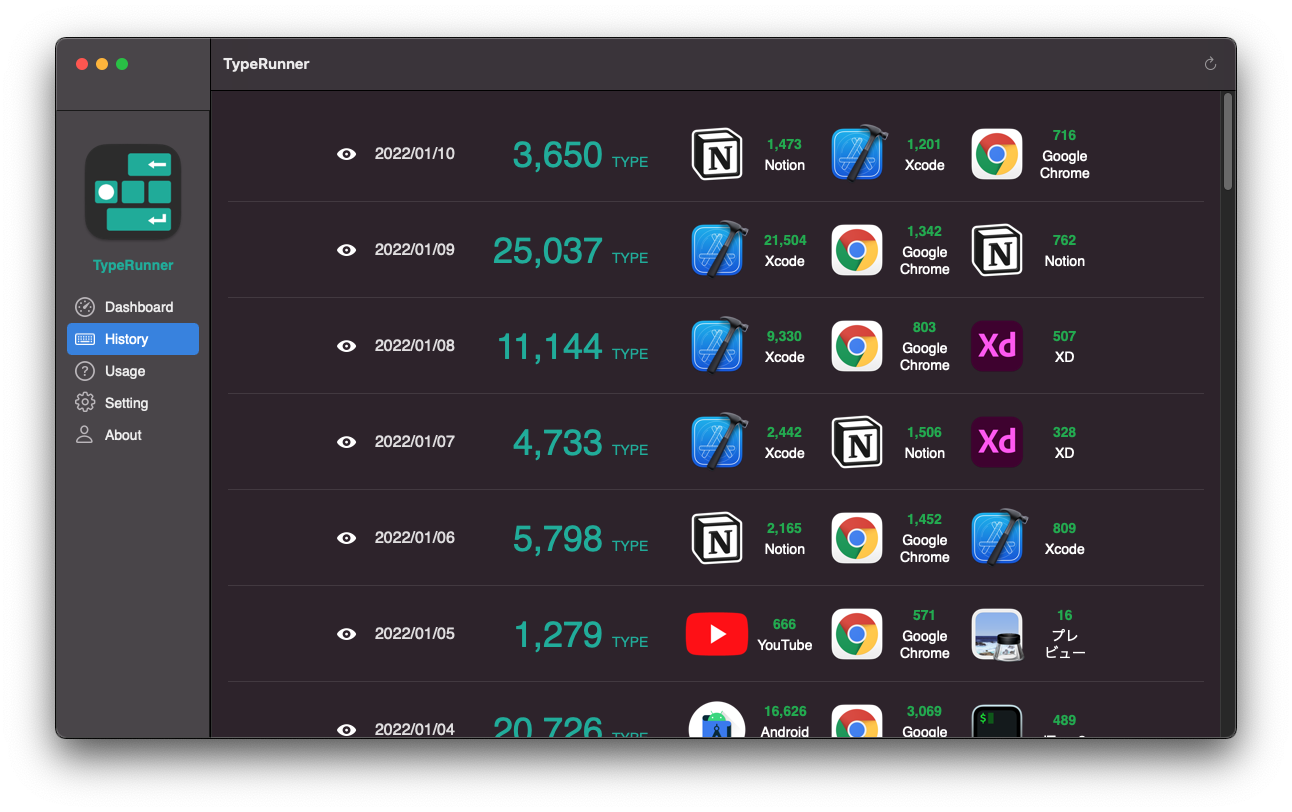 TypeRunner
TypeRunner
Dashboard
History
Usage
Setting
About
2022/01/10 3,650 TYPE
1,473
Notion
1,201
Xcode
716
Google
Chrome
2022/01/09 25,037 TYPE
21,504
Xcode
1,342
Google
Chrome
762
Notion
2022/01/08 11,144 TYPE
9,330
Xcode
803
Google
Chrome
Xd
507
XD
2022/01/07 4,733 TYPE
2,442
Xcode
1,506
Notion
Xd
328
XD
2022/01/06 5,798 TYPE
2,165
Notion
1,452
Google
Chrome
809
Xcode
2022/01/05 1,279 TYPE
666
YouTube
571
Google
Chrome
16
プレ
ビュー
2022/01/04 20,726 TYPE
16,626
Android
3,069
Google
$
489